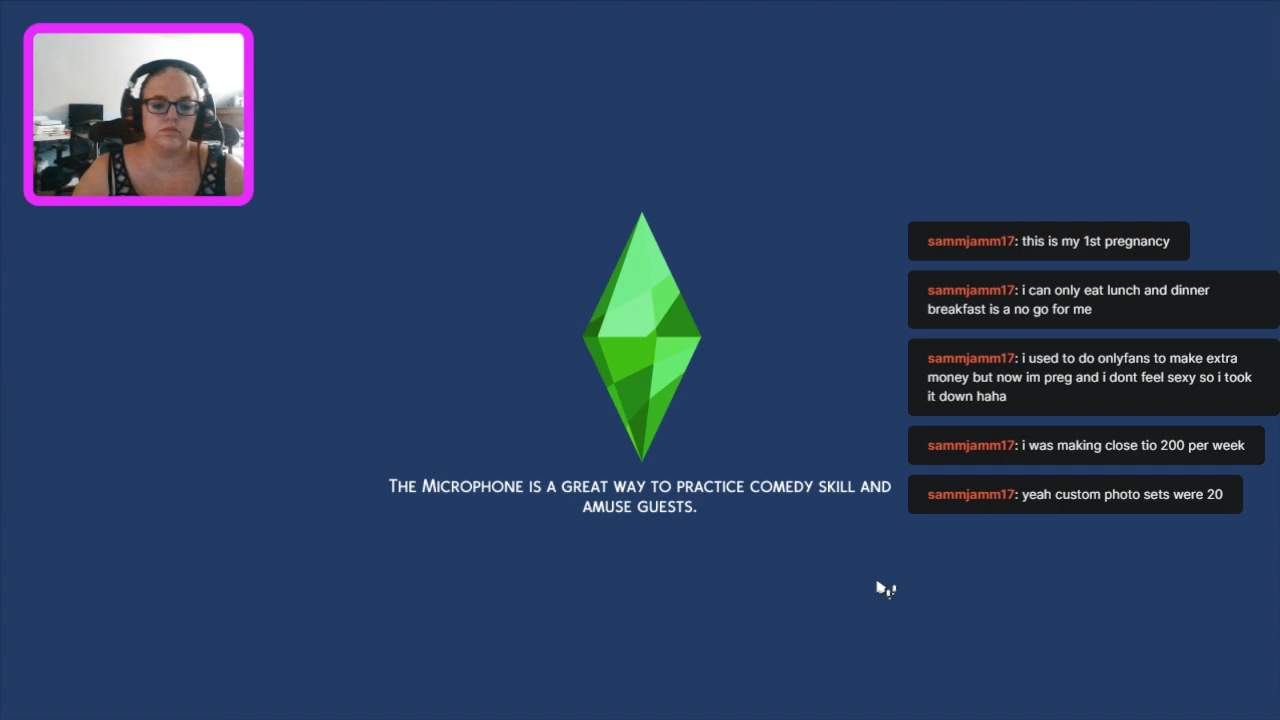 sammjamm17: this is my 1st pregnancy
sammjamm17: i can only eat lunch and dinner
breakfast is a no go for me
sammjamm17: i used to do onlyfans to make extra
money but now im preg and i dont feel sexy so i took
it down haha
sammjamm17: i was making close tio 200 per week
sammjamm17: yeah custom photo sets were 20
The Microphone is a great way to practice comedy skill and
amuse guests.